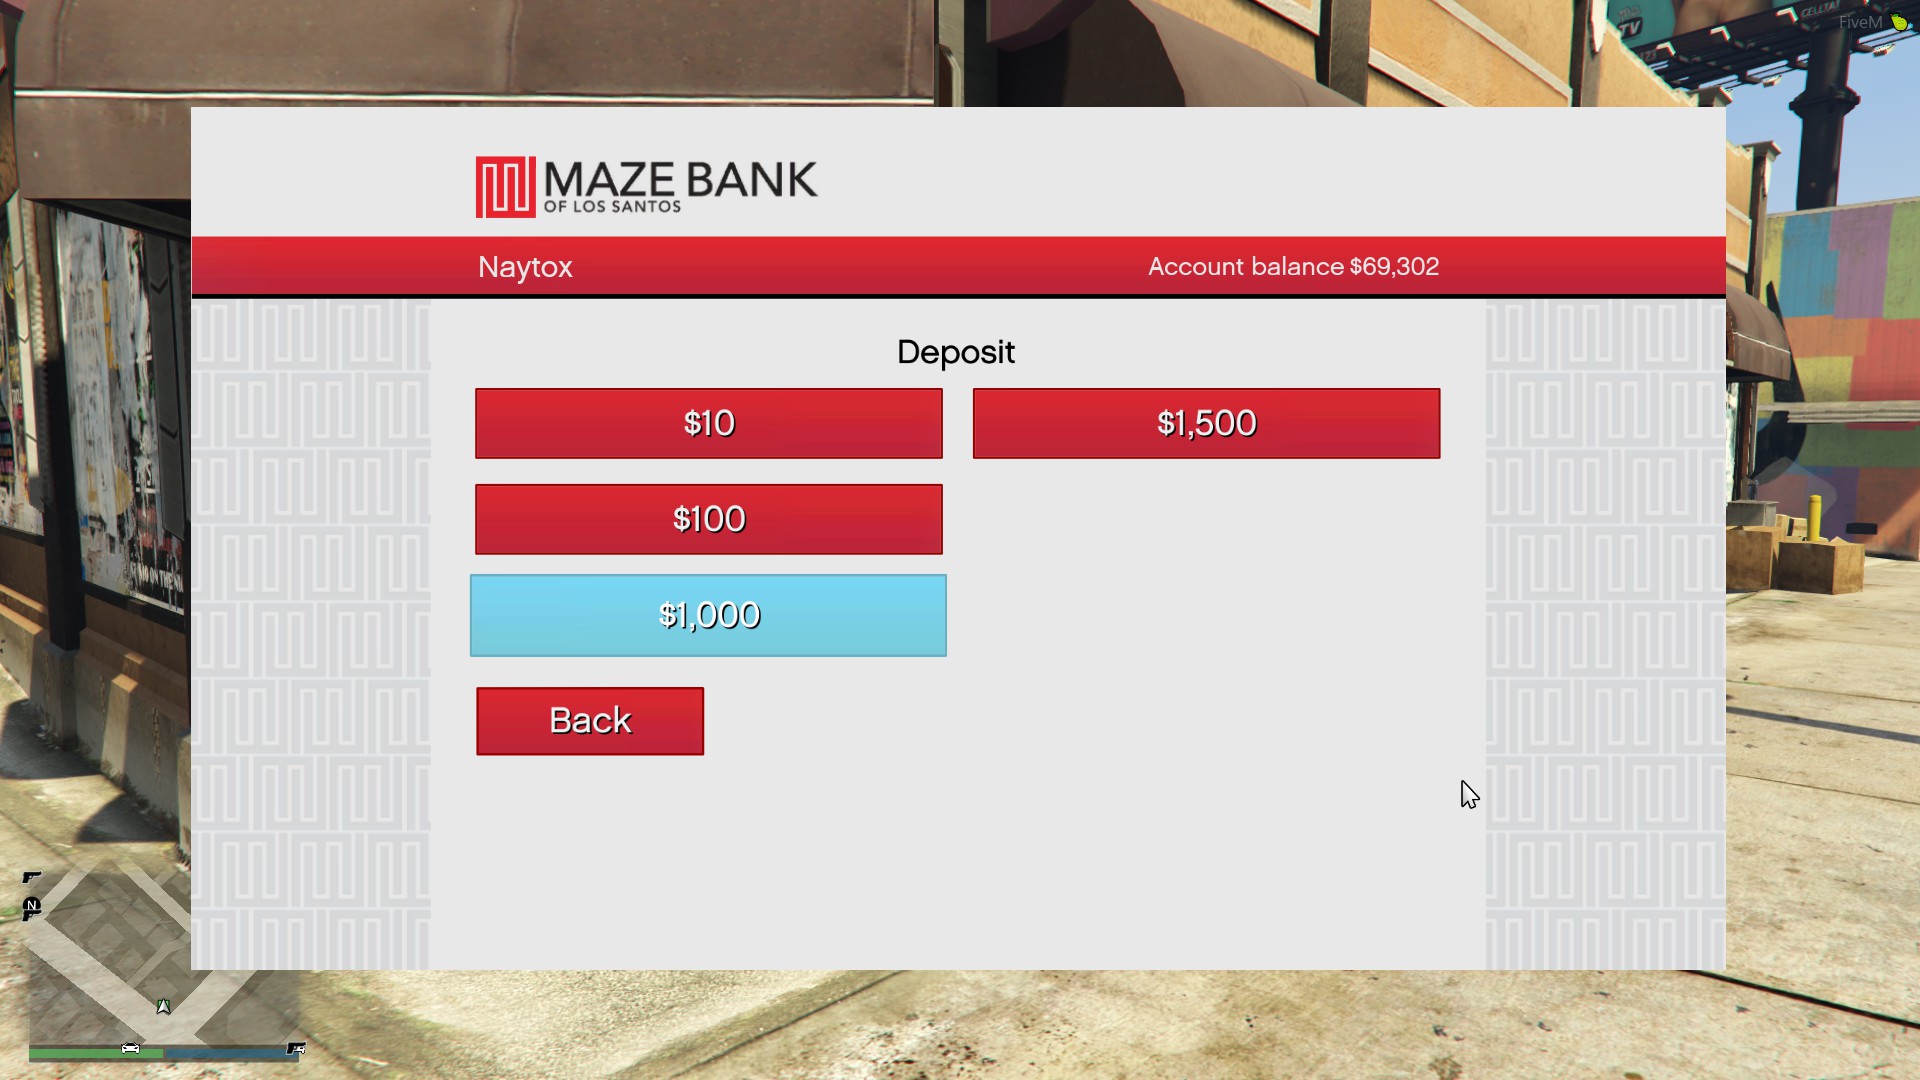 FiveM
TV
MAZE BANK
OF LOS SANTOS
Naytox
Account balance $69,302
Deposit
$10
$1,500
$100
$1,000
Back
N